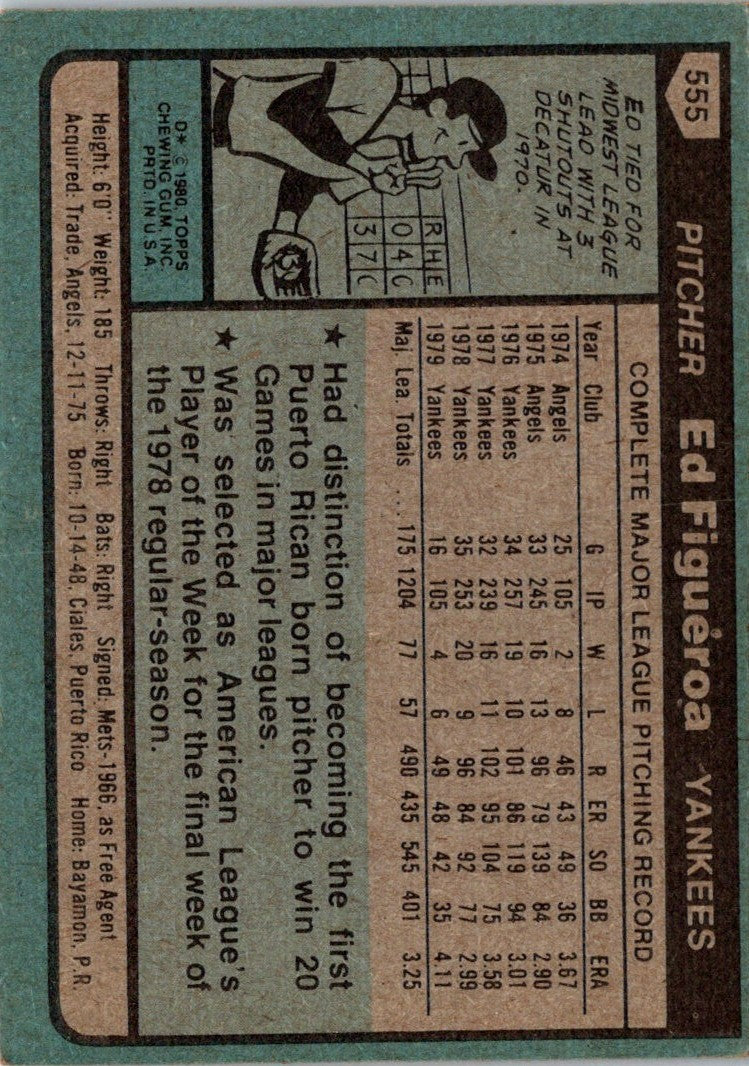 555
PITCHER Ed Figueroa YANKEES
ED TIED FOR
MIDWEST LEAGUE
LEAD WITH 3
SHUTOUTS AT
DECATUR IN
1970.
R H E
0 4 0
3 7 0
D* © 1980, TOPPS
CHEWING GUM, INC.
PRTD. IN U.S.A.
COMPLETE MAJOR LEAGUE PITCHING RECORD
Year Club G IP W L R ER SO BB ERA
1974 Angels 25 105 2 8 46 43 49 36 3.67
1975 Angels 33 245 16 13 96 79 139 84 2.90
1976 Yankees 34 257 19 10 101 86 119 94 3.01
1977 Yankees 32 239 16 11 102 95 104 75 3.58
1978 Yankees 35 253 20 9 96 84 92 77 2.99
1979 Yankees 16 105 4 6 49 48 42 35 4.11
Maj. Lea. Totals ... 175 1204 77 57 490 435 545 401 3.25
★ Had distinction of becoming the first
Puerto Rican born pitcher to win 20
Games in major leagues.
★ Was selected as American League's
Player of the Week for the final week of
the 1978 regular-season.
Height: 6'0" Weight: 185 Throws: Right Bats: Right Signed: Mets-1966, as Free Agent
Acquired: Trade, Angels, 12-11-75 Born: 10-14-48, Ciales, Puerto Rico Home: Bayamon, P.R.